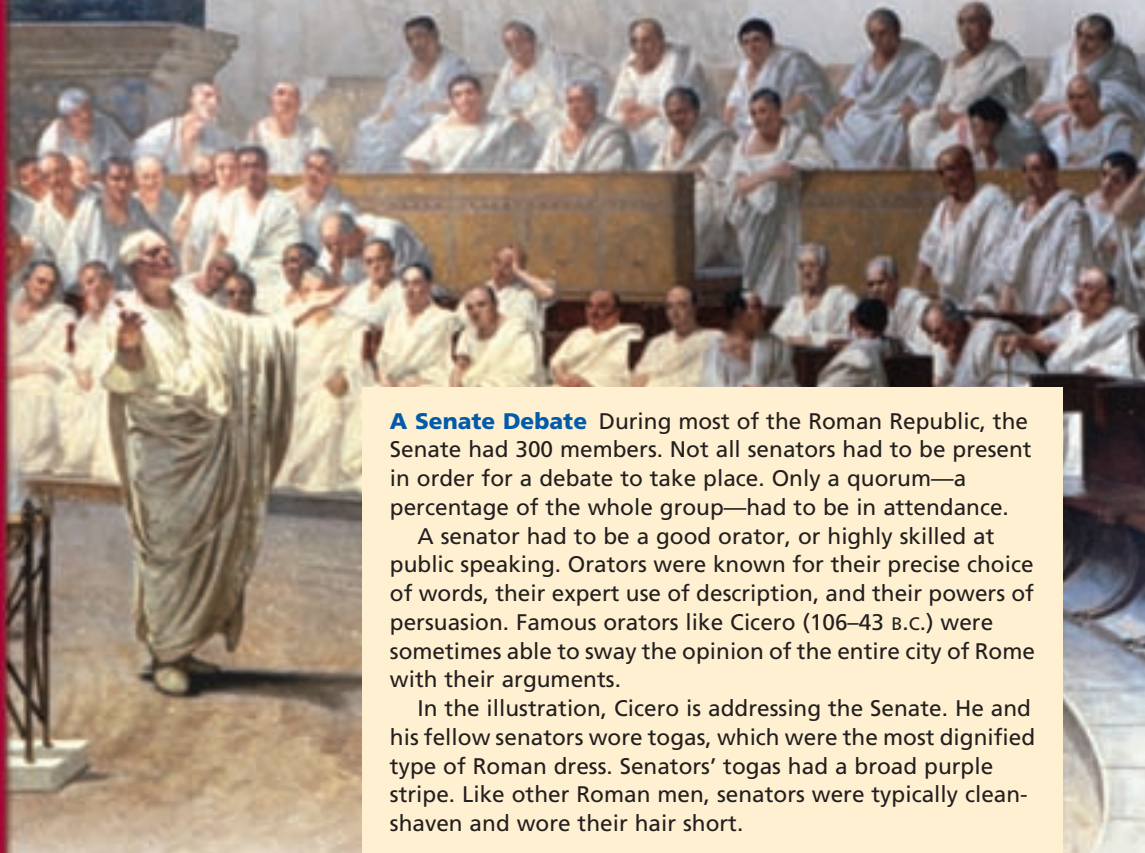 A Senate Debate During most of the Roman Republic, the
Senate had 300 members. Not all senators had to be present
in order for a debate to take place. Only a quorum—a
percentage of the whole group—had to be in attendance.
A senator had to be a good orator, or highly skilled at
public speaking. Orators were known for their precise choice
of words, their expert use of description, and their powers of
persuasion. Famous orators like Cicero (106–43 B.C.) were
sometimes able to sway the opinion of the entire city of Rome
with their arguments.
In the illustration, Cicero is addressing the Senate. He and
his fellow senators wore togas, which were the most dignified
type of Roman dress. Senators’ togas had a broad purple
stripe. Like other Roman men, senators were typically clean-
shaven and wore their hair short.